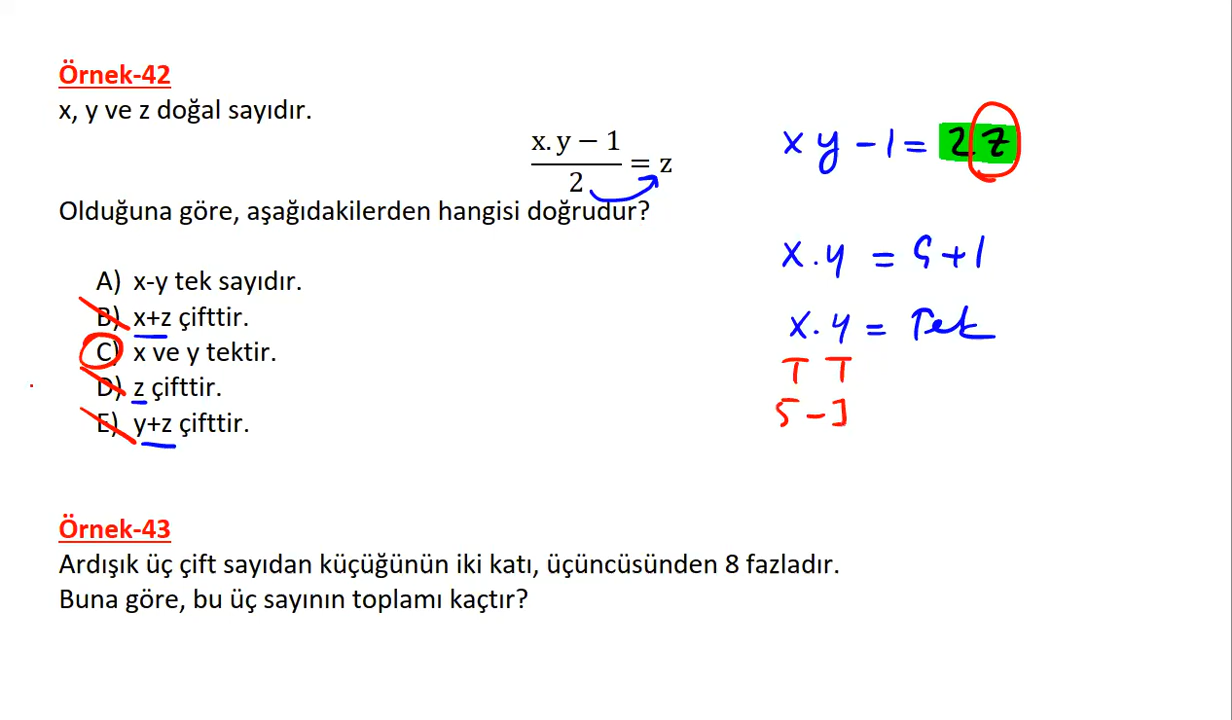 Örnek-42
x, y ve z doğal sayıdır.
x.y − 1
2
= z
Olduğuna göre, aşağıdakilerden hangisi doğrudur?
A) x-y tek sayıdır.
B) x+z çifttir.
C) x ve y tektir.
D) z çifttir.
E) y+z çifttir.
x y − 1 = 2.z
x.y = Ç+1
x.y = Tek
T T
5 −
Örnek-43
Ardışık üç çift sayıdan küçüğünün iki katı, üçüncüsünden 8 fazladır.
Buna göre, bu üç sayının toplamı kaçtır?